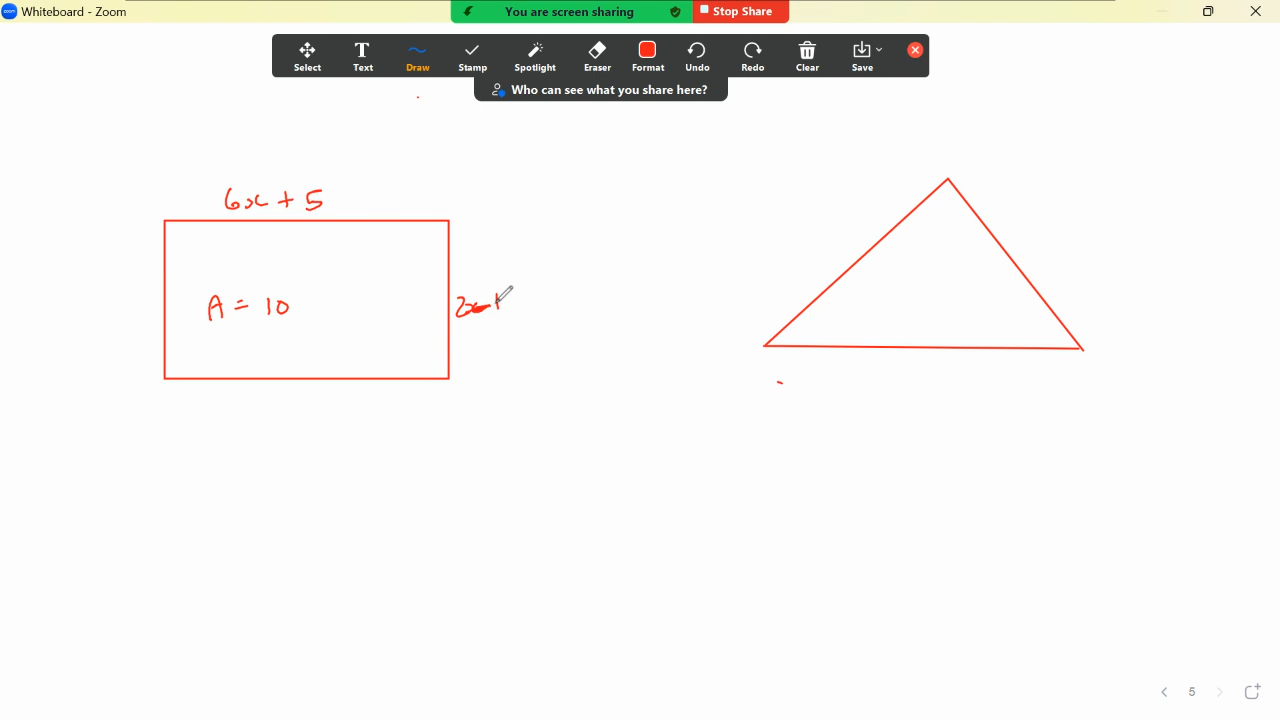 zoom Whiteboard - Zoom
You are screen sharing
Stop Share
Select
Text
Draw
Stamp
Spotlight
Eraser
Format
Undo
Redo
Clear
Save
Who can see what you share here?
6x + 5
A = 10
5